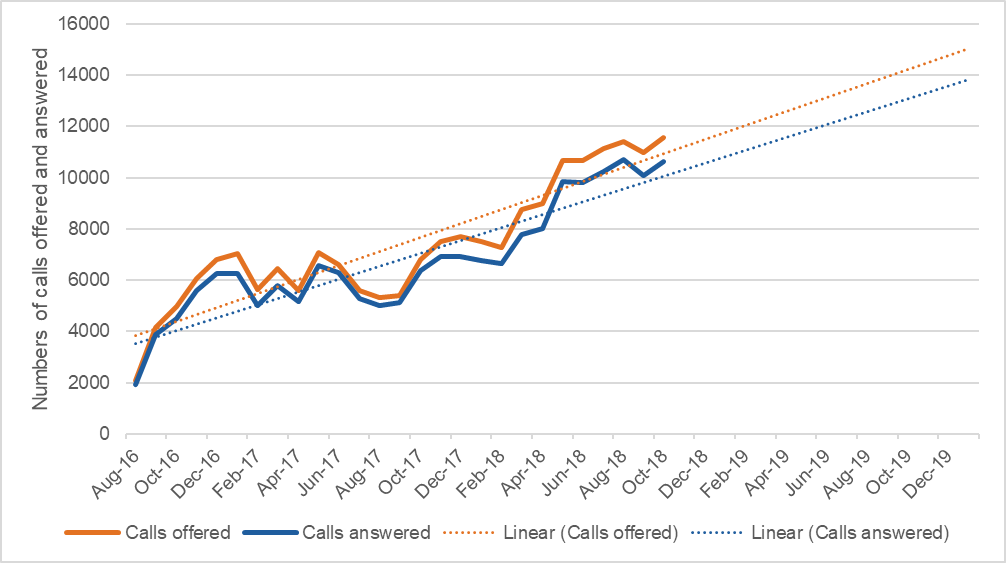 Numbers of calls offered and answered
16000
14000
12000
10000
8000
6000
4000
2000
0
Aug-16
Oct-16
Dec-16
Feb-17
Apr-17
Jun-17
Aug-17
Oct-17
Dec-17
Feb-18
Apr-18
Jun-18
Aug-18
Oct-18
Dec-18
Feb-19
Apr-19
Jun-19
Aug-19
Oct-19
Dec-19
Calls offered Calls answered Linear (Calls offered) Linear (Calls answered)